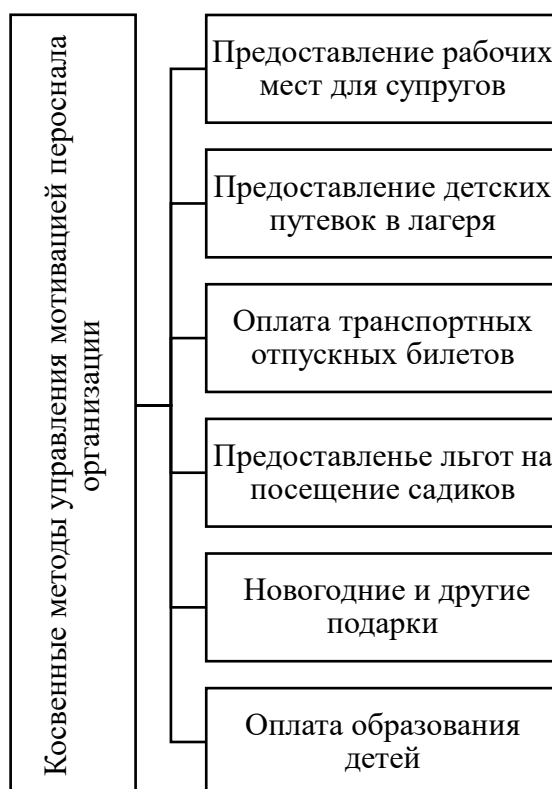 Косвенные методы управления мотивацией пероснала
организации
Предоставление рабочих
мест для супругов
Предоставление детских
путевок в лагеря
Оплата транспортных
отпускных билетов
Предоставленье льгот на
посещение садиков
Новогодние и другие
подарки
Оплата образования
детей